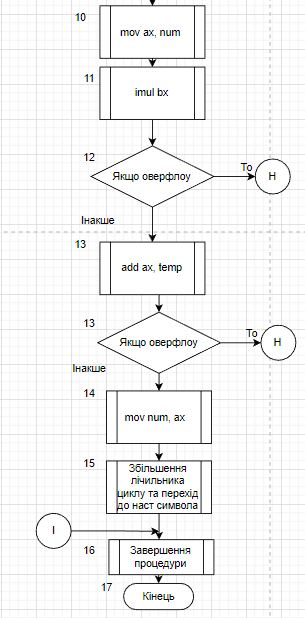 10
mov ax, num
11
imul bx
12
Якщо оверфлоу
То
Н
Інакше
13
add ax, temp
13
Якщо оверфлоу
То
Н
Інакше
14
mov num, ax
15
Збільшення
лічильника
циклу та перехід
до наст символа
І
16
Завершення
процедури
17
Кінець